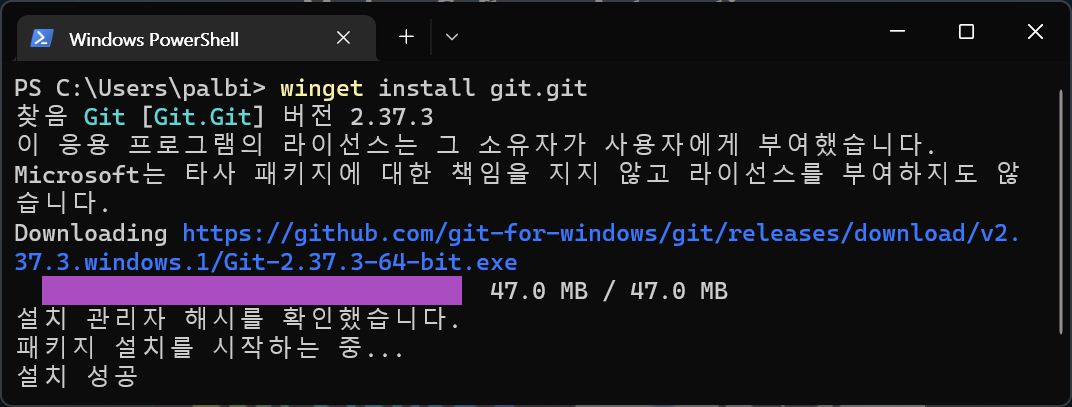 Windows PowerShell
PS C:\Users\palbi> winget install git.git
찾음 Git [Git.Git] 버전 2.37.3
이 응용 프로그램의 라이선스는 그 소유자가 사용자에게 부여했습니다.
Microsoft는 타사 패키지에 대한 책임을 지지 않고 라이선스를 부여하지도 않
습니다.
Downloading https://github.com/git-for-windows/git/releases/download/v2.
37.3.windows.1/Git-2.37.3-64-bit.exe
47.0 MB / 47.0 MB
설치 관리자 해시를 확인했습니다.
패키지 설치를 시작하는 중...
설치 성공